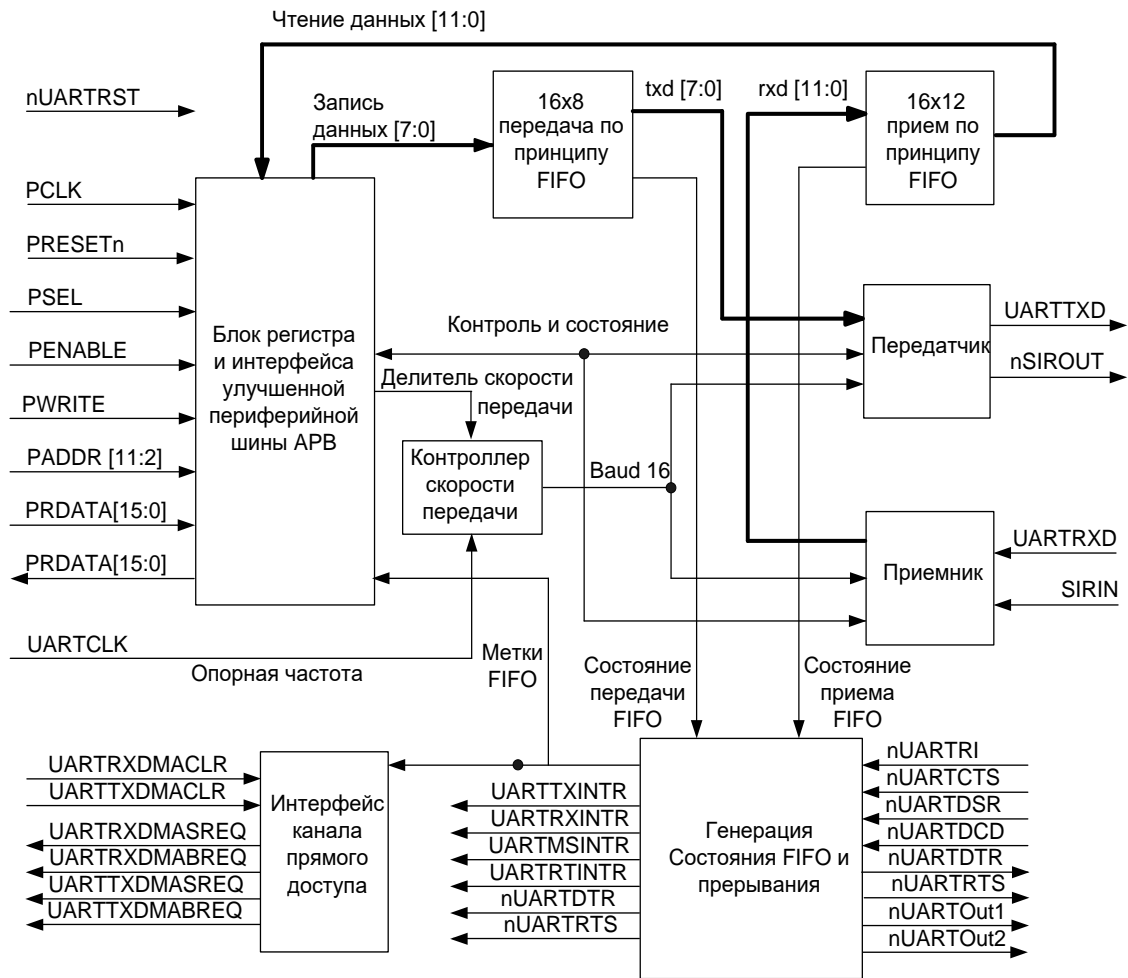 Чтение данных [11:0]
nUARTRST
Запись
данных [7:0]
16x8
передача по
принципу
FIFO
txd [7:0]
rxd [11:0]
16x12
прием по
принципу
FIFO
PCLK
PRESETn
PSEL
PENABLE
PWRITE
PADDR [11:2]
PRDATA[15:0]
PRDATA[15:0]
Блок регистра
и интерфейса
улучшенной
периферийной
шины APB
Контроль и состояние
Делитель скорости
передачи
Контроллер
скорости
передачи
Baud 16
Передатчик
UARTTXD
nSIROUT
Приемник
UARTRXD
SIRIN
UARTCLK
Опорная частота
Метки
FIFO
Состояние
передачи
FIFO
Состояние
приема
FIFO
UARTRXDMACLR
UARTTXDMACLR
UARTRXDMASREQ
UARTRXDMABREQ
UARTTXDMASREQ
UARTTXDMABREQ
Интерфейс
канала
прямого
доступа
UARTTXINTR
UARTRXINTR
UARTMSINTR
UARTRTINTR
nUARTDTR
nUARTRTS
Генерация
Состояния FIFO и
прерывания
nUARTRI
nUARTCTS
nUARTDSR
nUARTDCD
nUARTDTR
nUARTRTS
nUARTOut1
nUARTOut2